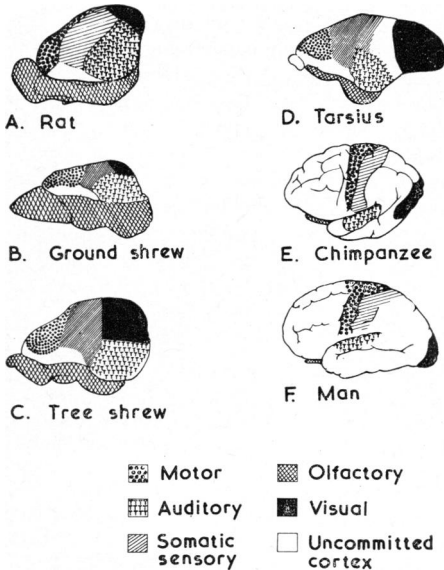 A. Rat
D. Tarsius
B. Ground shrew
E. Chimpanzee
C. Tree shrew
F. Man
Motor
Olfactory
Auditory
Visual
Somatic
sensory
Uncommitted
cortex